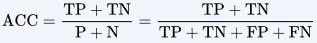 ACC = (TP + TN) / (P + N) = (TP + TN) / (TP + TN + FP + FN)